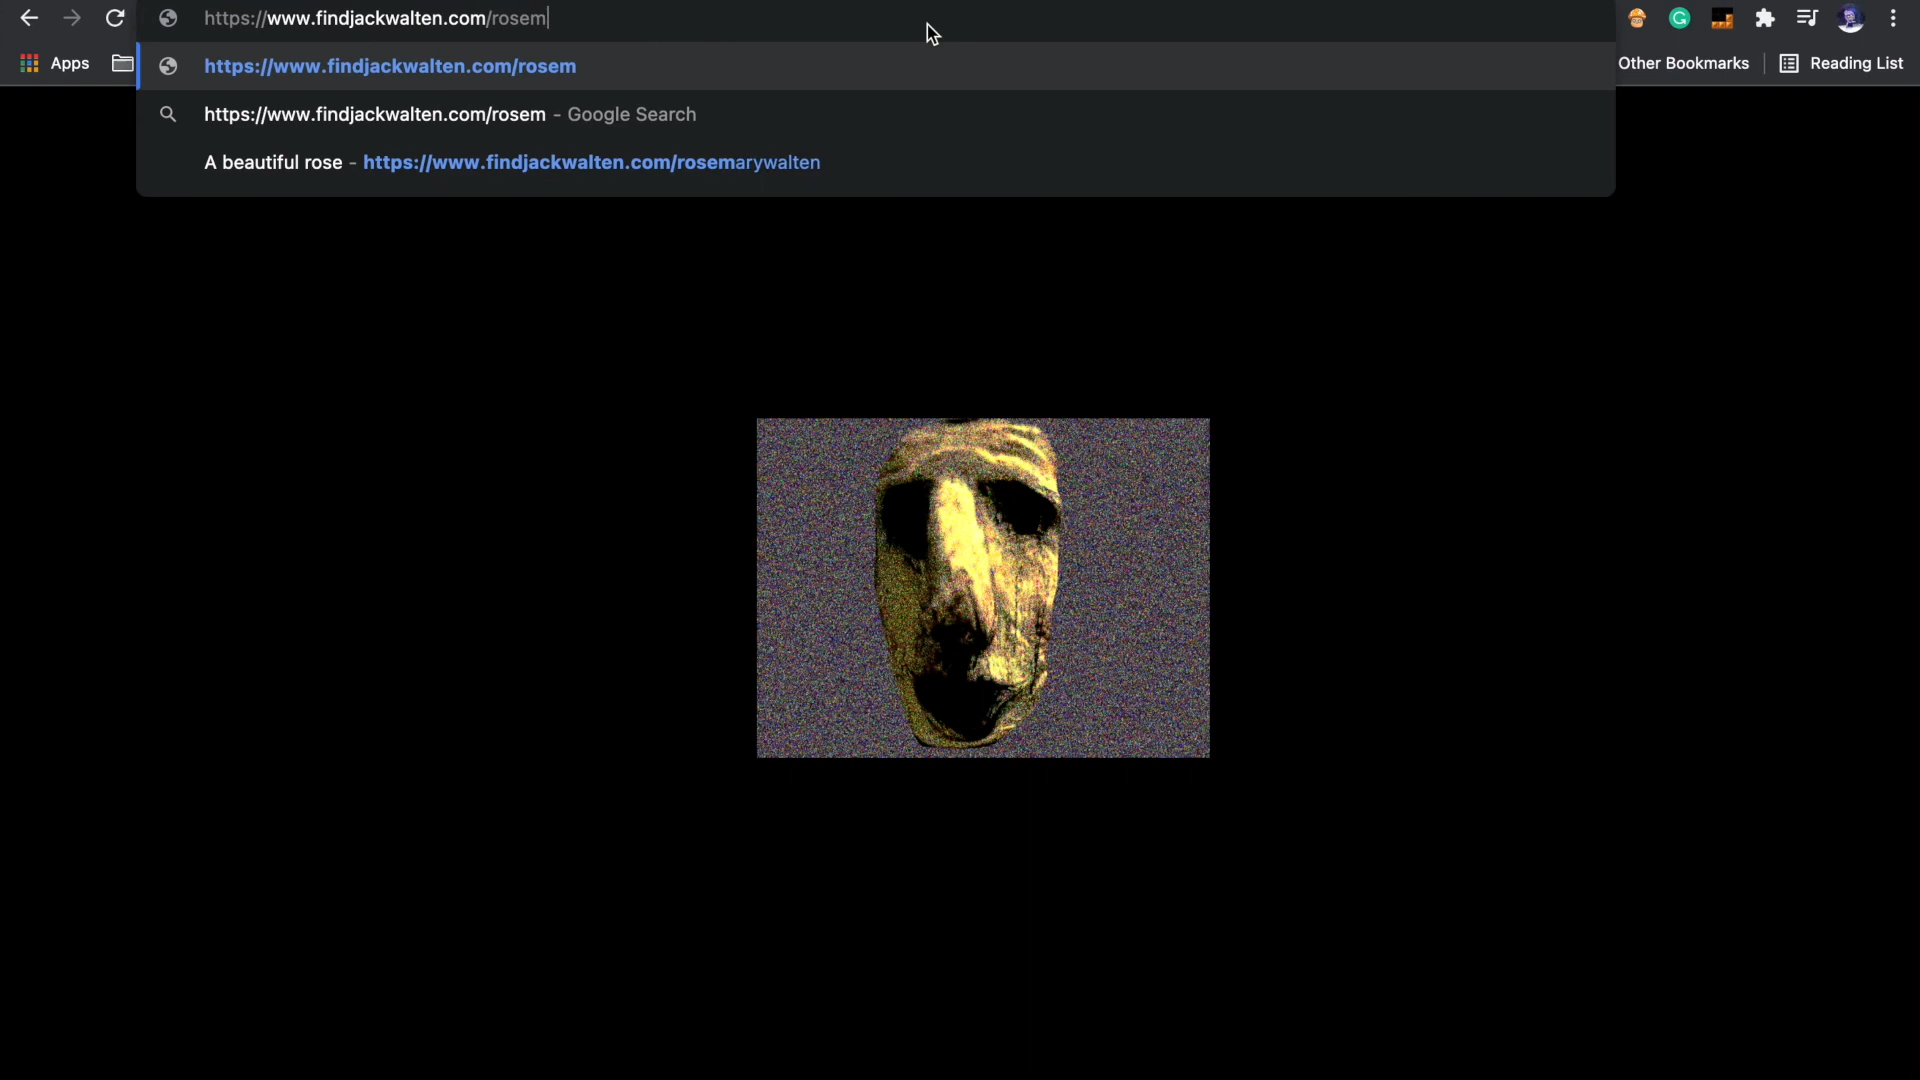 https://www.findjackwalten.com/rosem
Apps
https://www.findjackwalten.com/rosem
Other Bookmarks
Reading List
https://www.findjackwalten.com/rosem - Google Search
A beautiful rose - https://www.findjackwalten.com/rosemarywalten